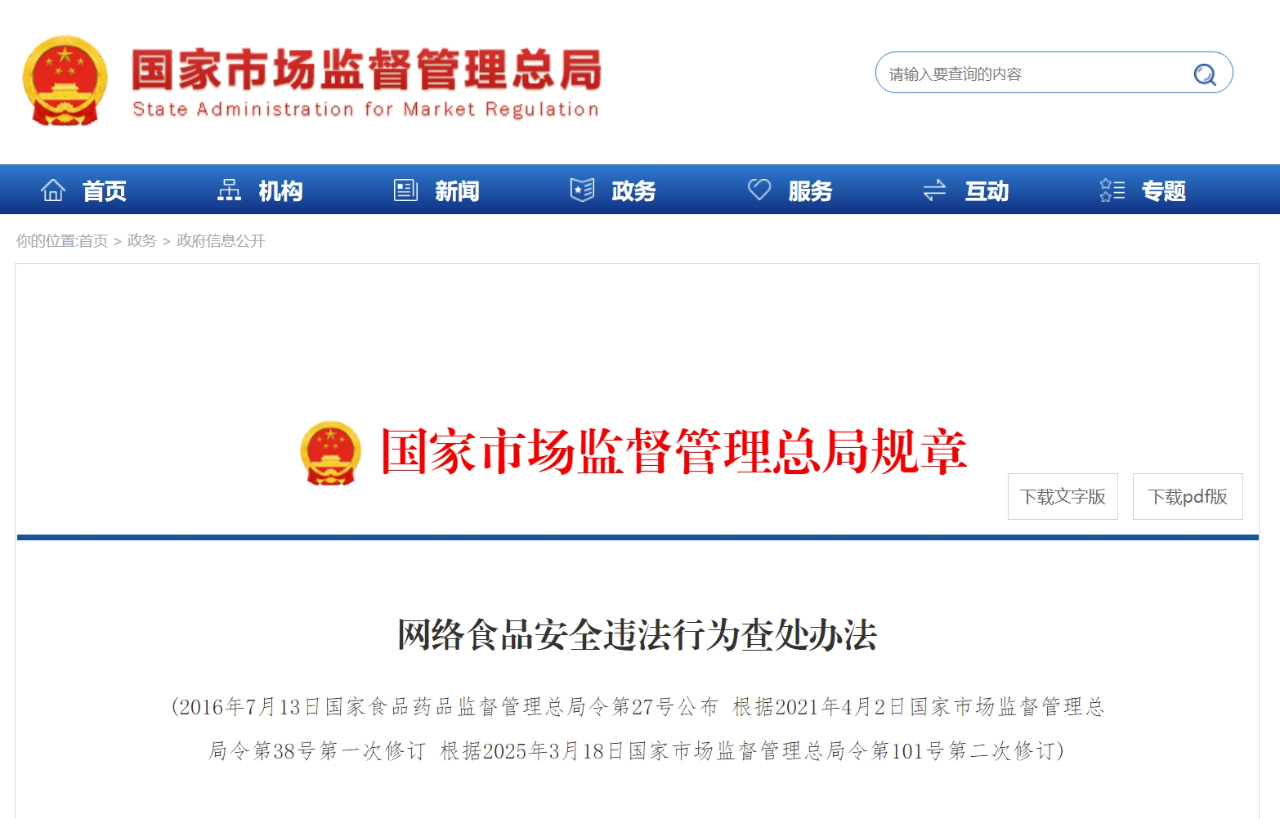 国家市场监督管理总局
State Administration for Market Regulation
请输入要查询的内容
首页 机构 新闻 政务 服务 互动 专题
你的位置:首页 > 政务 > 政府信息公开
国家市场监督管理总局规章
下载文字版 下载pdf版
网络食品安全违法行为查处办法
(2016年7月13日国家食品药品监督管理总局令第27号公布 根据2021年4月2日国家市场监督管理总
局令第38号第一次修订 根据2025年3月18日国家市场监督管理总局令第101号第二次修订)